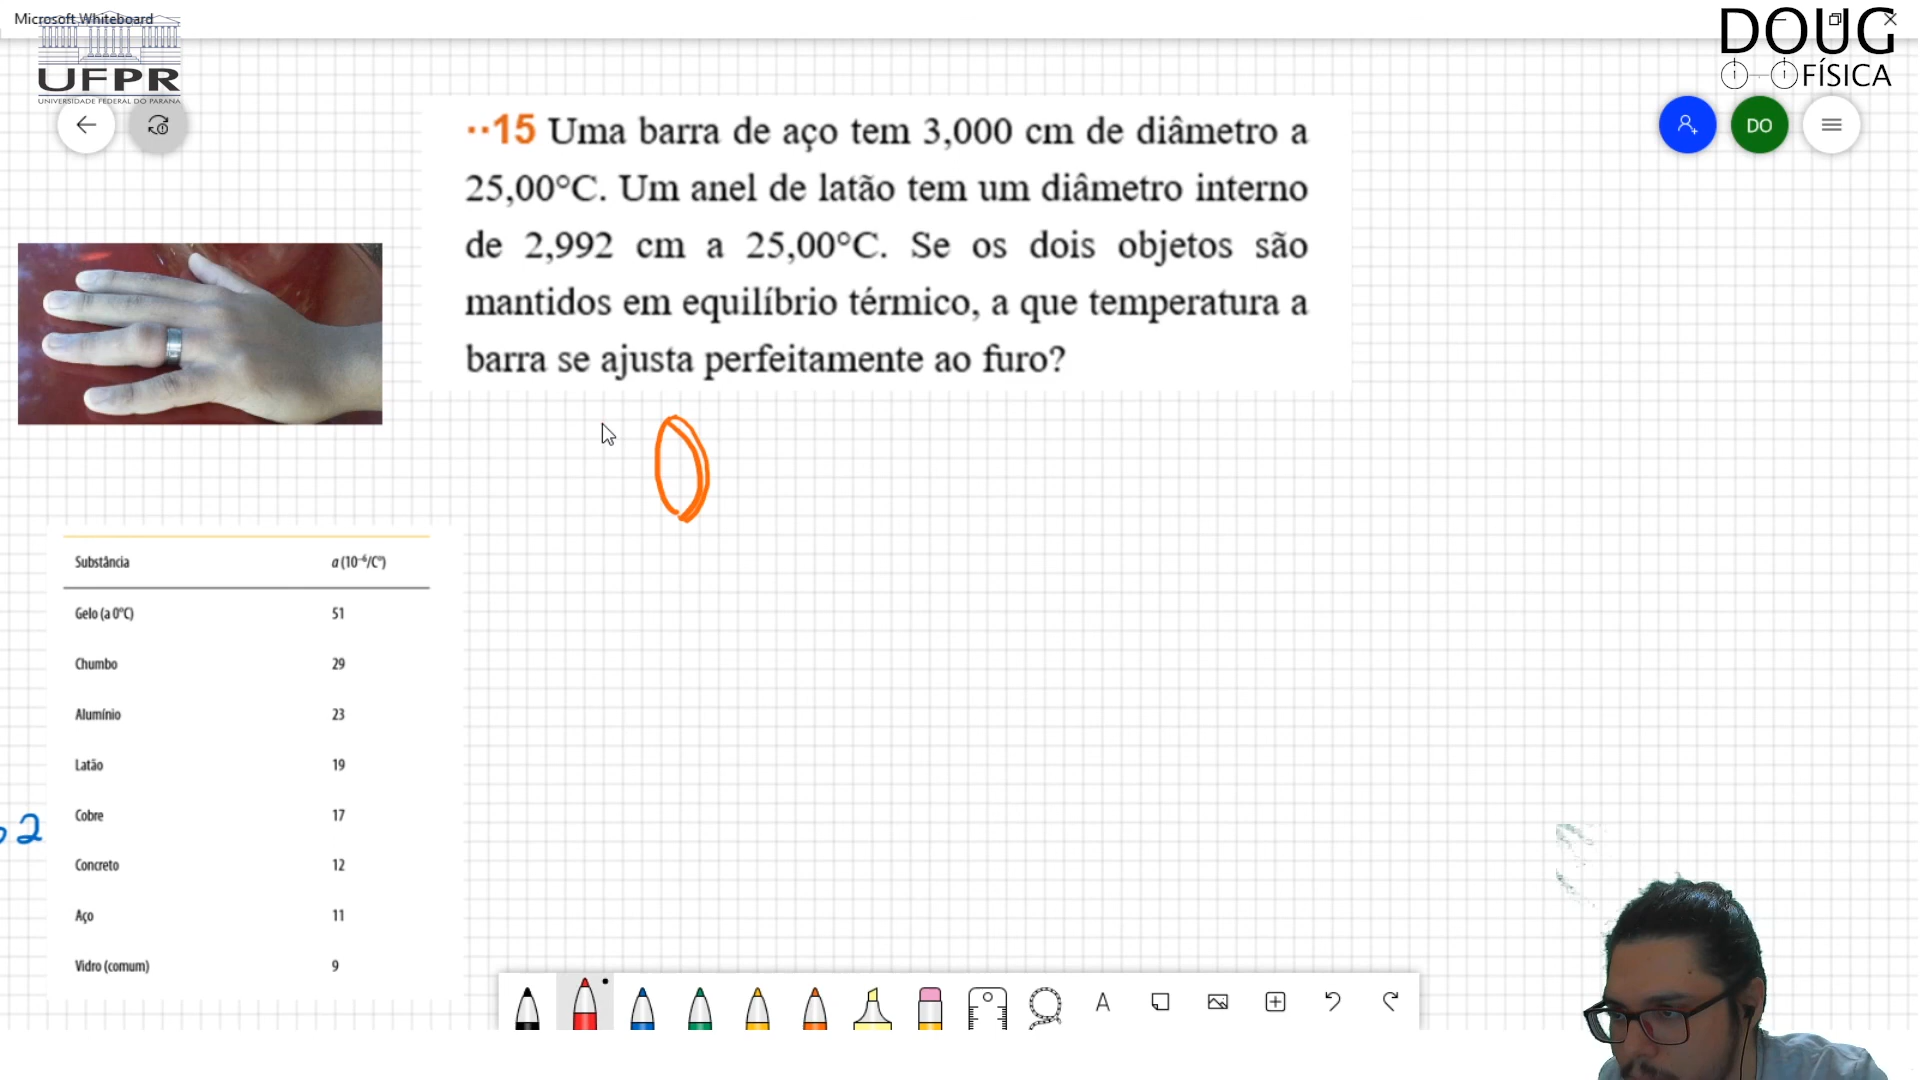 Microsoft Whiteboard
UFPR
UNIVERSIDADE FEDERAL DO PARANÁ
DOUG
FÍSICA
DO
··15 Uma barra de aço tem 3,000 cm de diâmetro a
25,00°C. Um anel de latão tem um diâmetro interno
de 2,992 cm a 25,00°C. Se os dois objetos são
mantidos em equilíbrio térmico, a que temperatura a
barra se ajusta perfeitamente ao furo?
Substância α (10⁻⁶/C°)
Gelo (a 0°C) 51
Chumbo 29
Alumínio 23
Latão 19
Cobre 17
Concreto 12
Aço 11
Vidro (comum) 9
2
A